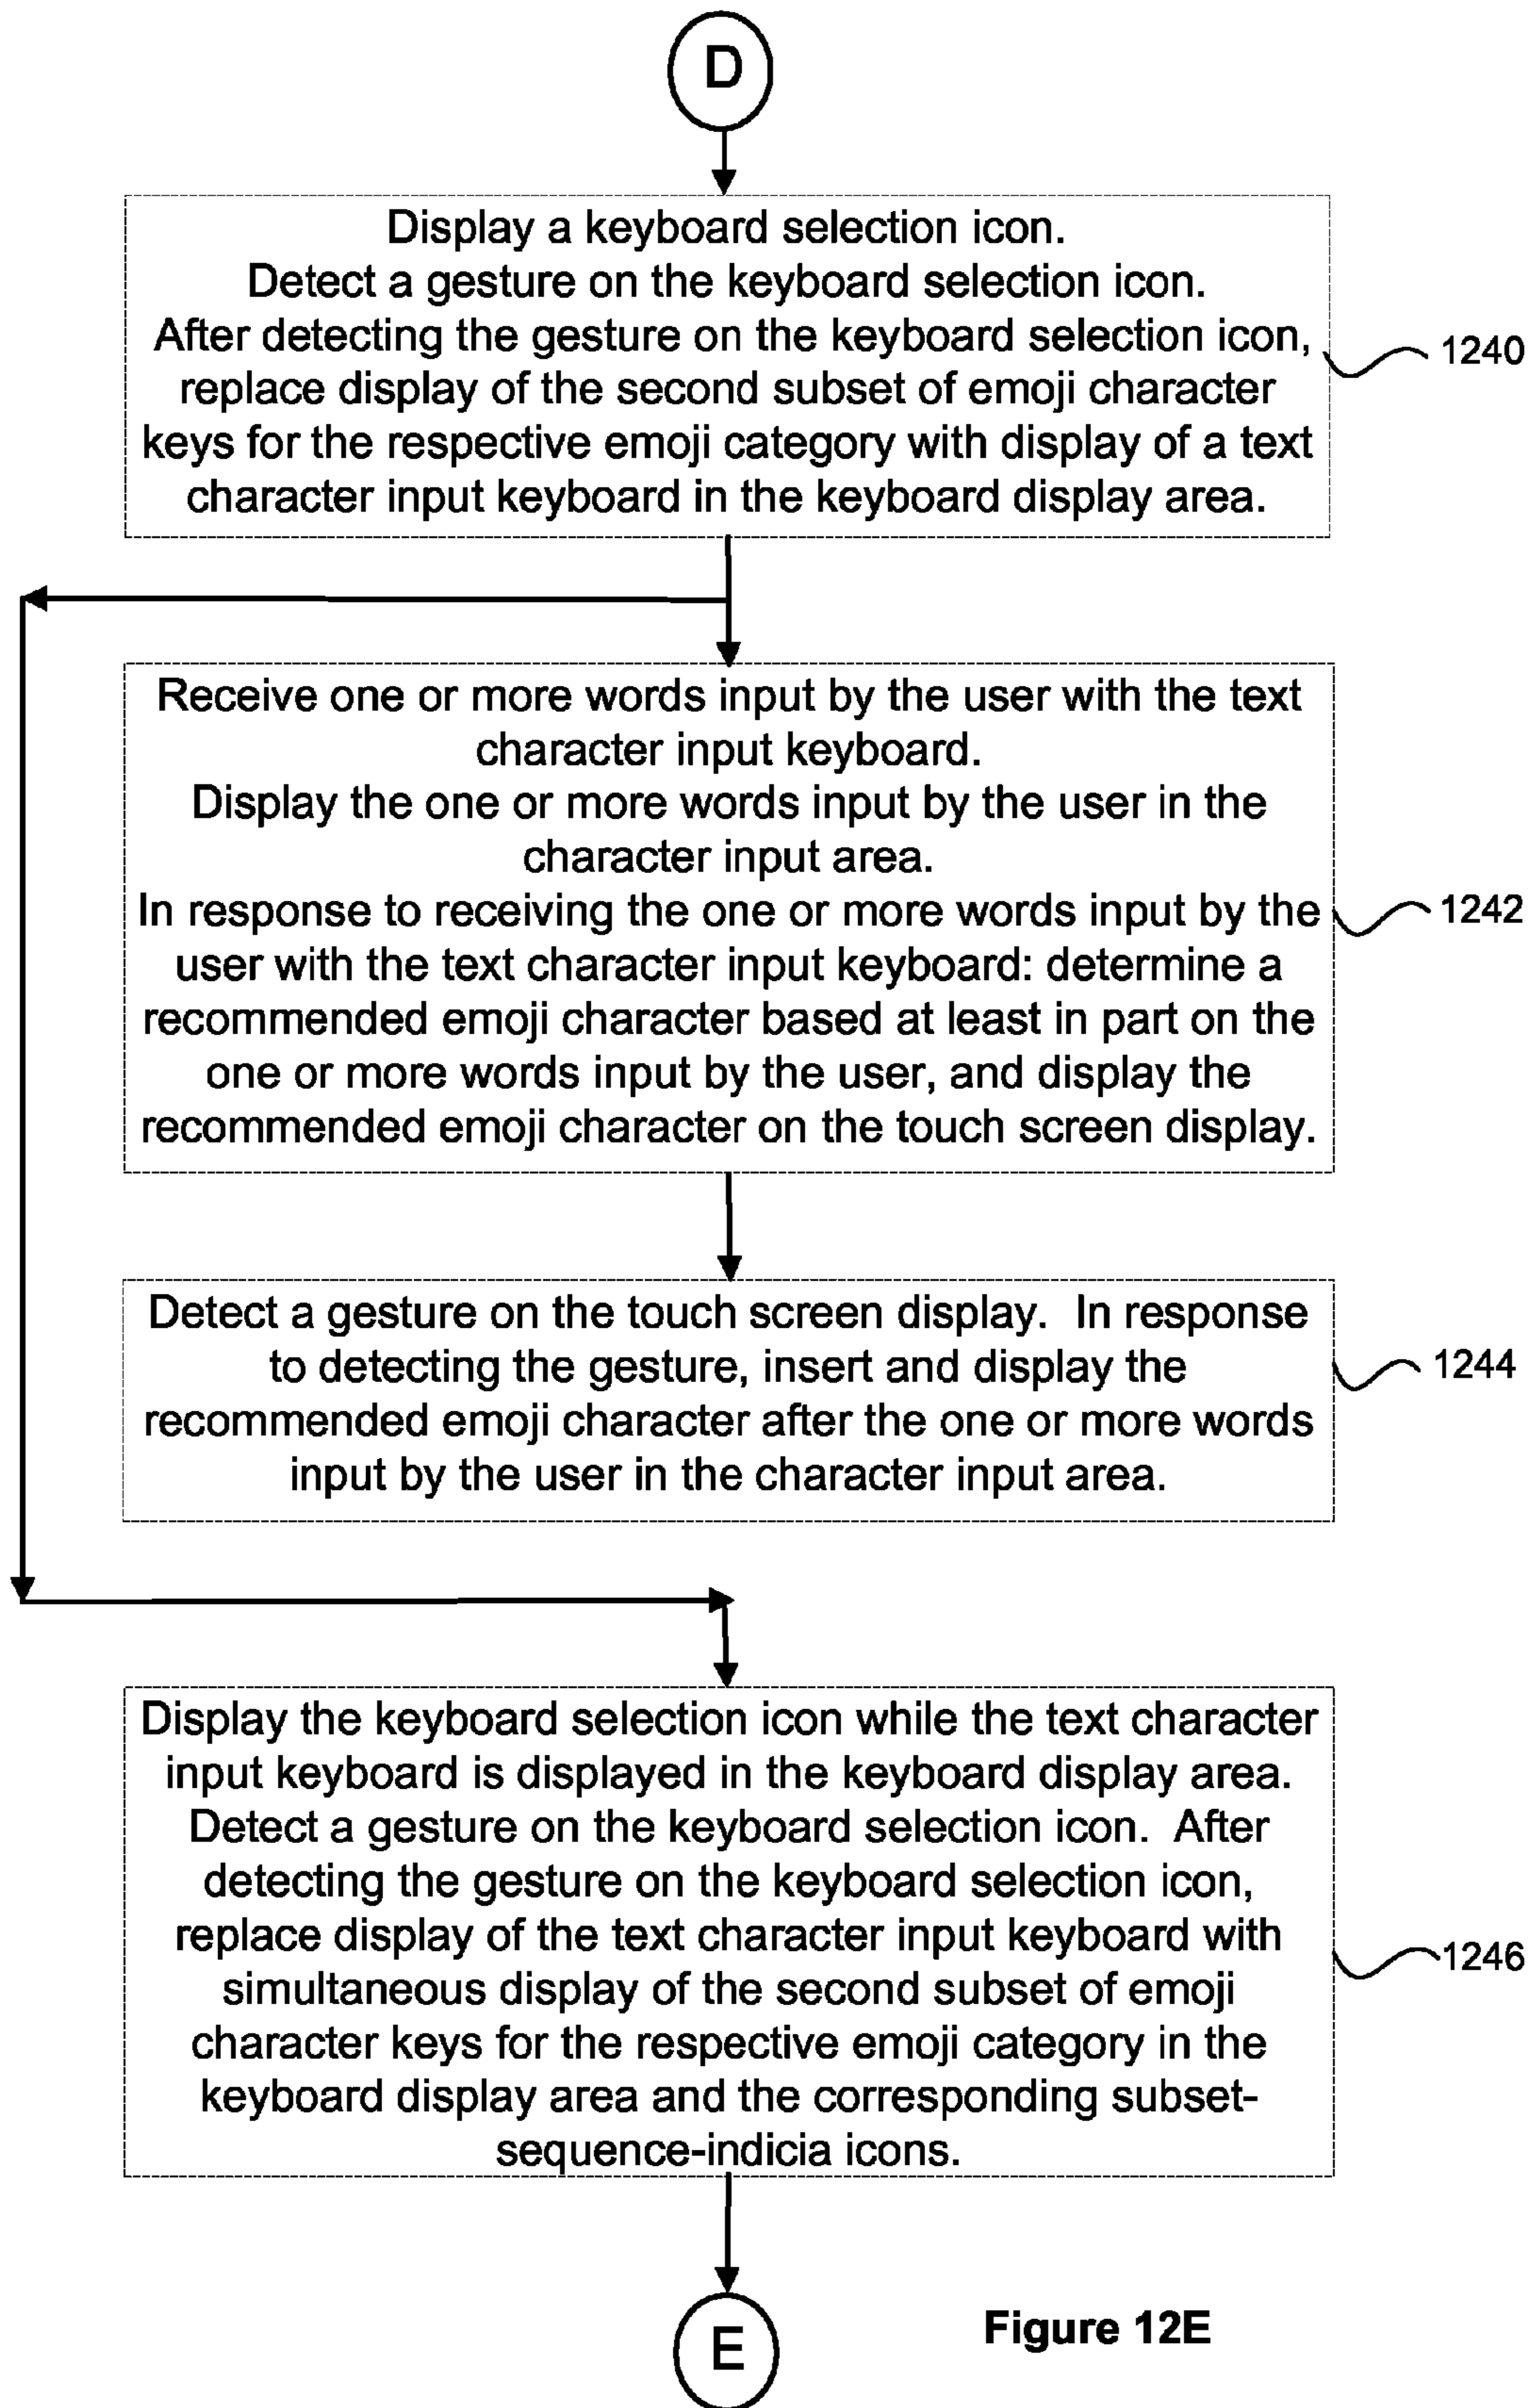 D
Display a keyboard selection icon.
Detect a gesture on the keyboard selection icon.
After detecting the gesture on the keyboard selection icon,
replace display of the second subset of emoji character
keys for the respective emoji category with display of a text
character input keyboard in the keyboard display area.
1240
Receive one or more words input by the user with the text
character input keyboard.
Display the one or more words input by the user in the
character input area.
In response to receiving the one or more words input by the
user with the text character input keyboard: determine a
recommended emoji character based at least in part on the
one or more words input by the user, and display the
recommended emoji character on the touch screen display.
1242
Detect a gesture on the touch screen display. In response
to detecting the gesture, insert and display the
recommended emoji character after the one or more words
input by the user in the character input area.
1244
Display the keyboard selection icon while the text character
input keyboard is displayed in the keyboard display area.
Detect a gesture on the keyboard selection icon. After
detecting the gesture on the keyboard selection icon,
replace display of the text character input keyboard with
simultaneous display of the second subset of emoji
character keys for the respective emoji category in the
keyboard display area and the corresponding subset-
sequence-indicia icons.
1246
E
Figure 12E